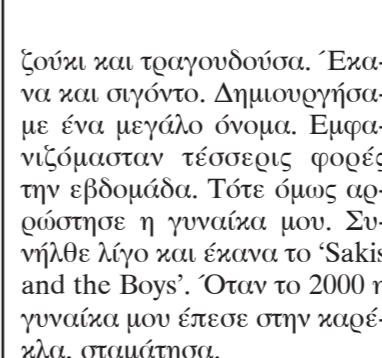 ζούκι και τραγουδούσα. Έκα-
να και σιγόντο. Δημιουργήσα-
με ένα μεγάλο όνομα. Εμφα-
νιζόμασταν τέσσερις φορές
την εβδομάδα. Τότε όμως αρ-
ρώστησε η γυναίκα μου. Συ-
νήλθε λίγο και έκανα το ‘Sakis
and the Boys’. Όταν το 2000 η
γυναίκα μου έπεσε στην καρέ-
κλα, σταμάτησα.